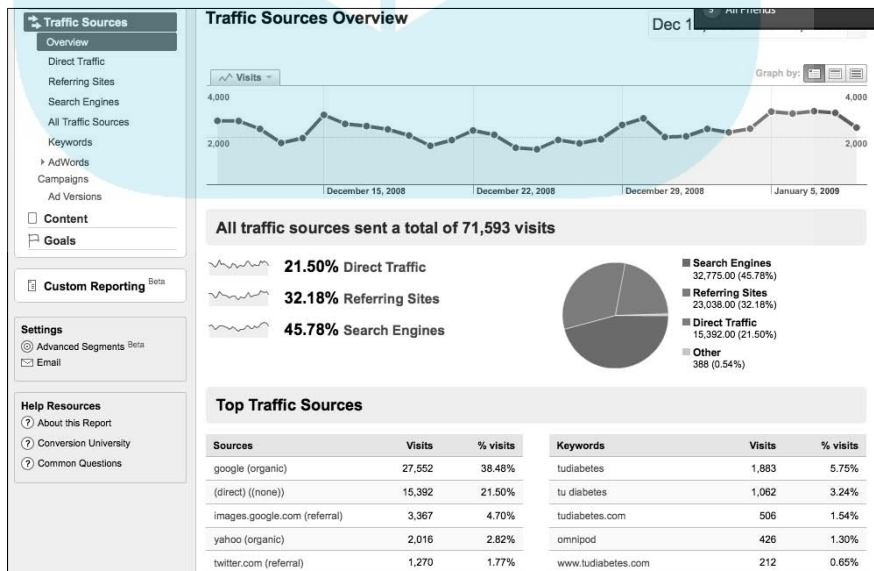 Traffic Sources
Overview
Direct Traffic
Referring Sites
Search Engines
All Traffic Sources
Keywords
AdWords
Campaigns
Ad Versions
Content
Goals
Custom Reporting Beta
Settings
Advanced Segments Beta
Email
Help Resources
About this Report
Conversion University
Common Questions
Traffic Sources Overview
Dec 1
All Friends
Visits
Graph by:
4,000
4,000
2,000
2,000
December 15, 2008
December 22, 2008
December 29, 2008
January 5, 2009
All traffic sources sent a total of 71,593 visits
21.50% Direct Traffic
32.18% Referring Sites
45.78% Search Engines
Search Engines
32,775.00 (45.78%)
Referring Sites
23,038.00 (32.18%)
Direct Traffic
15,392.00 (21.50%)
Other
388 (0.54%)
Top Traffic Sources
Sources Visits % visits
google (organic) 27,552 38.48%
(direct) ((none)) 15,392 21.50%
images.google.com (referral) 3,367 4.70%
yahoo (organic) 2,016 2.82%
twitter.com (referral) 1,270 1.77%
Keywords Visits % visits
tudiabetes 1,883 5.75%
tu diabetes 1,062 3.24%
tudiabetes.com 506 1.54%
omnipod 426 1.30%
www.tudiabetes.com 212 0.65%